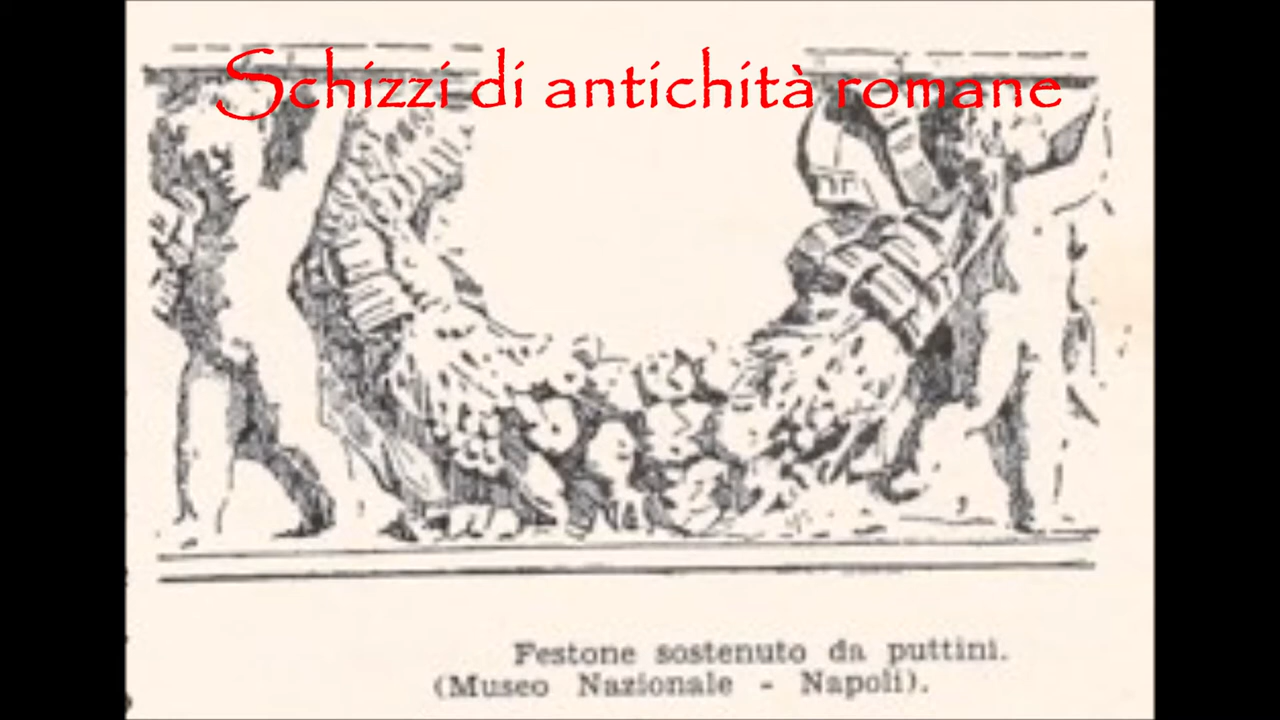 Schizzi di antichità romane
Festone sostenuto da puttini.
(Museo Nazionale - Napoli).